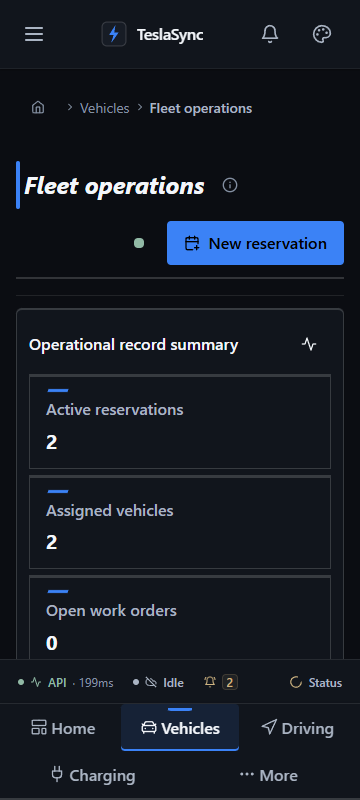 TeslaSync
Vehicles Fleet operations
Fleet operations
New reservation
Operational record summary
Active reservations
2
Assigned vehicles
2
Open work orders
0
API · 199ms Idle 2 Status
Home Vehicles Driving
Charging More